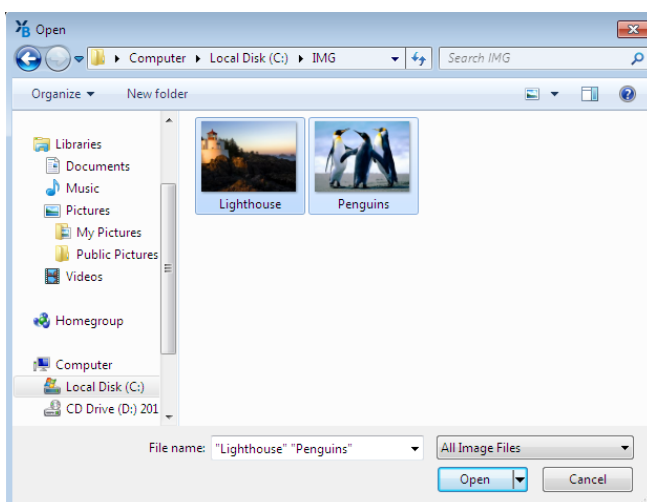 Open
Computer Local Disk (C:) IMG Search IMG
Organize New folder
Libraries
Documents
Music
Pictures
My Pictures
Public Pictures
Videos
Homegroup
Computer
Local Disk (C:)
CD Drive (D:) 201
Lighthouse Penguins
File name: "Lighthouse" "Penguins" All Image Files
Open Cancel